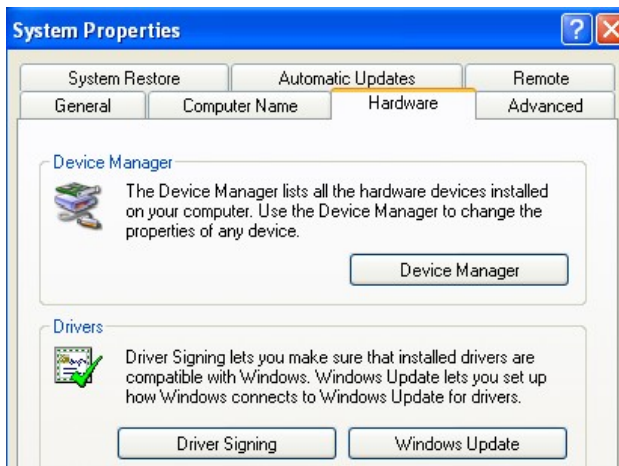 System Properties
System Restore
Automatic Updates
Remote
General
Computer Name
Hardware
Advanced
Device Manager
The Device Manager lists all the hardware devices installed
on your computer. Use the Device Manager to change the
properties of any device.
Device Manager
Drivers
Driver Signing lets you make sure that installed drivers are
compatible with Windows. Windows Update lets you set up
how Windows connects to Windows Update for drivers.
Driver Signing
Windows Update